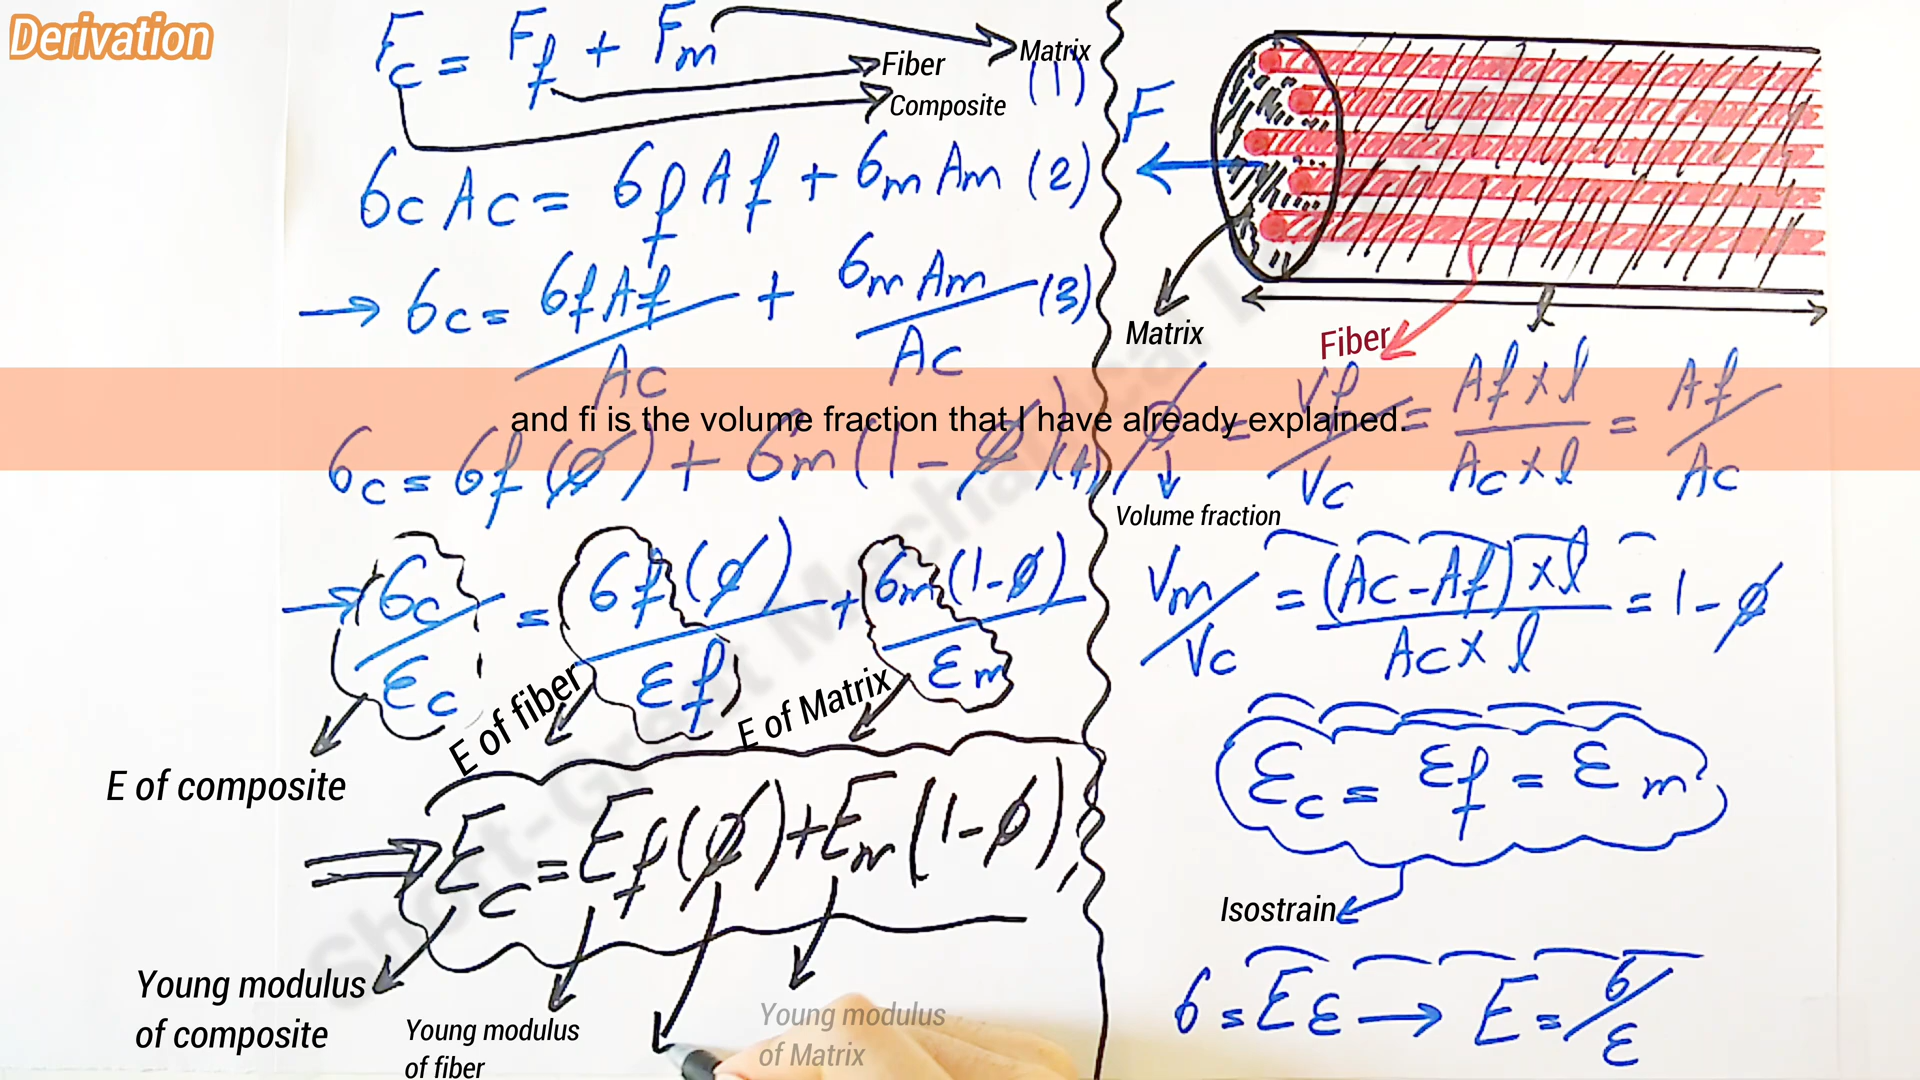 Derivation
Fc = Ff + Fm
Matrix
Fiber
(1)
Composite
σc Ac = σf Af + σm Am (2)
→ σc = σf Af / Ac + σm Am / Ac (3)
σc = σf (ϕ) + σm (1 - ϕ) (4)
and fi is the volume fraction that I have already explained.
→ σc / εc = σf (ϕ) / εf + σm (1-ϕ) / εm
E of composite
E of fiber
E of Matrix
⇒ Ec = Ef (ϕ) + Em (1-ϕ)
Young modulus
of composite
Young modulus
of fiber
Young modulus
of Matrix
F
Matrix
Fiber
l
ϕ = Vf / Vc = Af x l / Ac x l = Af / Ac
Volume fraction
Vm / Vc = (Ac - Af) x l / Ac x l = 1 - ϕ
εc = εf = εm
Isostrain
σ = Eε → E = σ / ε